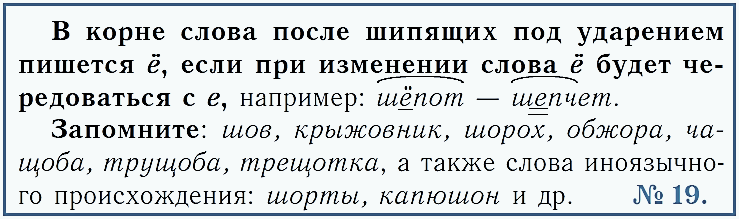 В корне слова после шипящих под ударением
пишется ё, если при изменении слова ё будет че-
редоваться с е, например: шёпот — шепчет.
Запомните: шов, крыжовник, шорох, обжора, ча-
щоба, трущоба, трещотка, а также слова иноязычно-
го происхождения: шорты, капюшон и др. № 19.